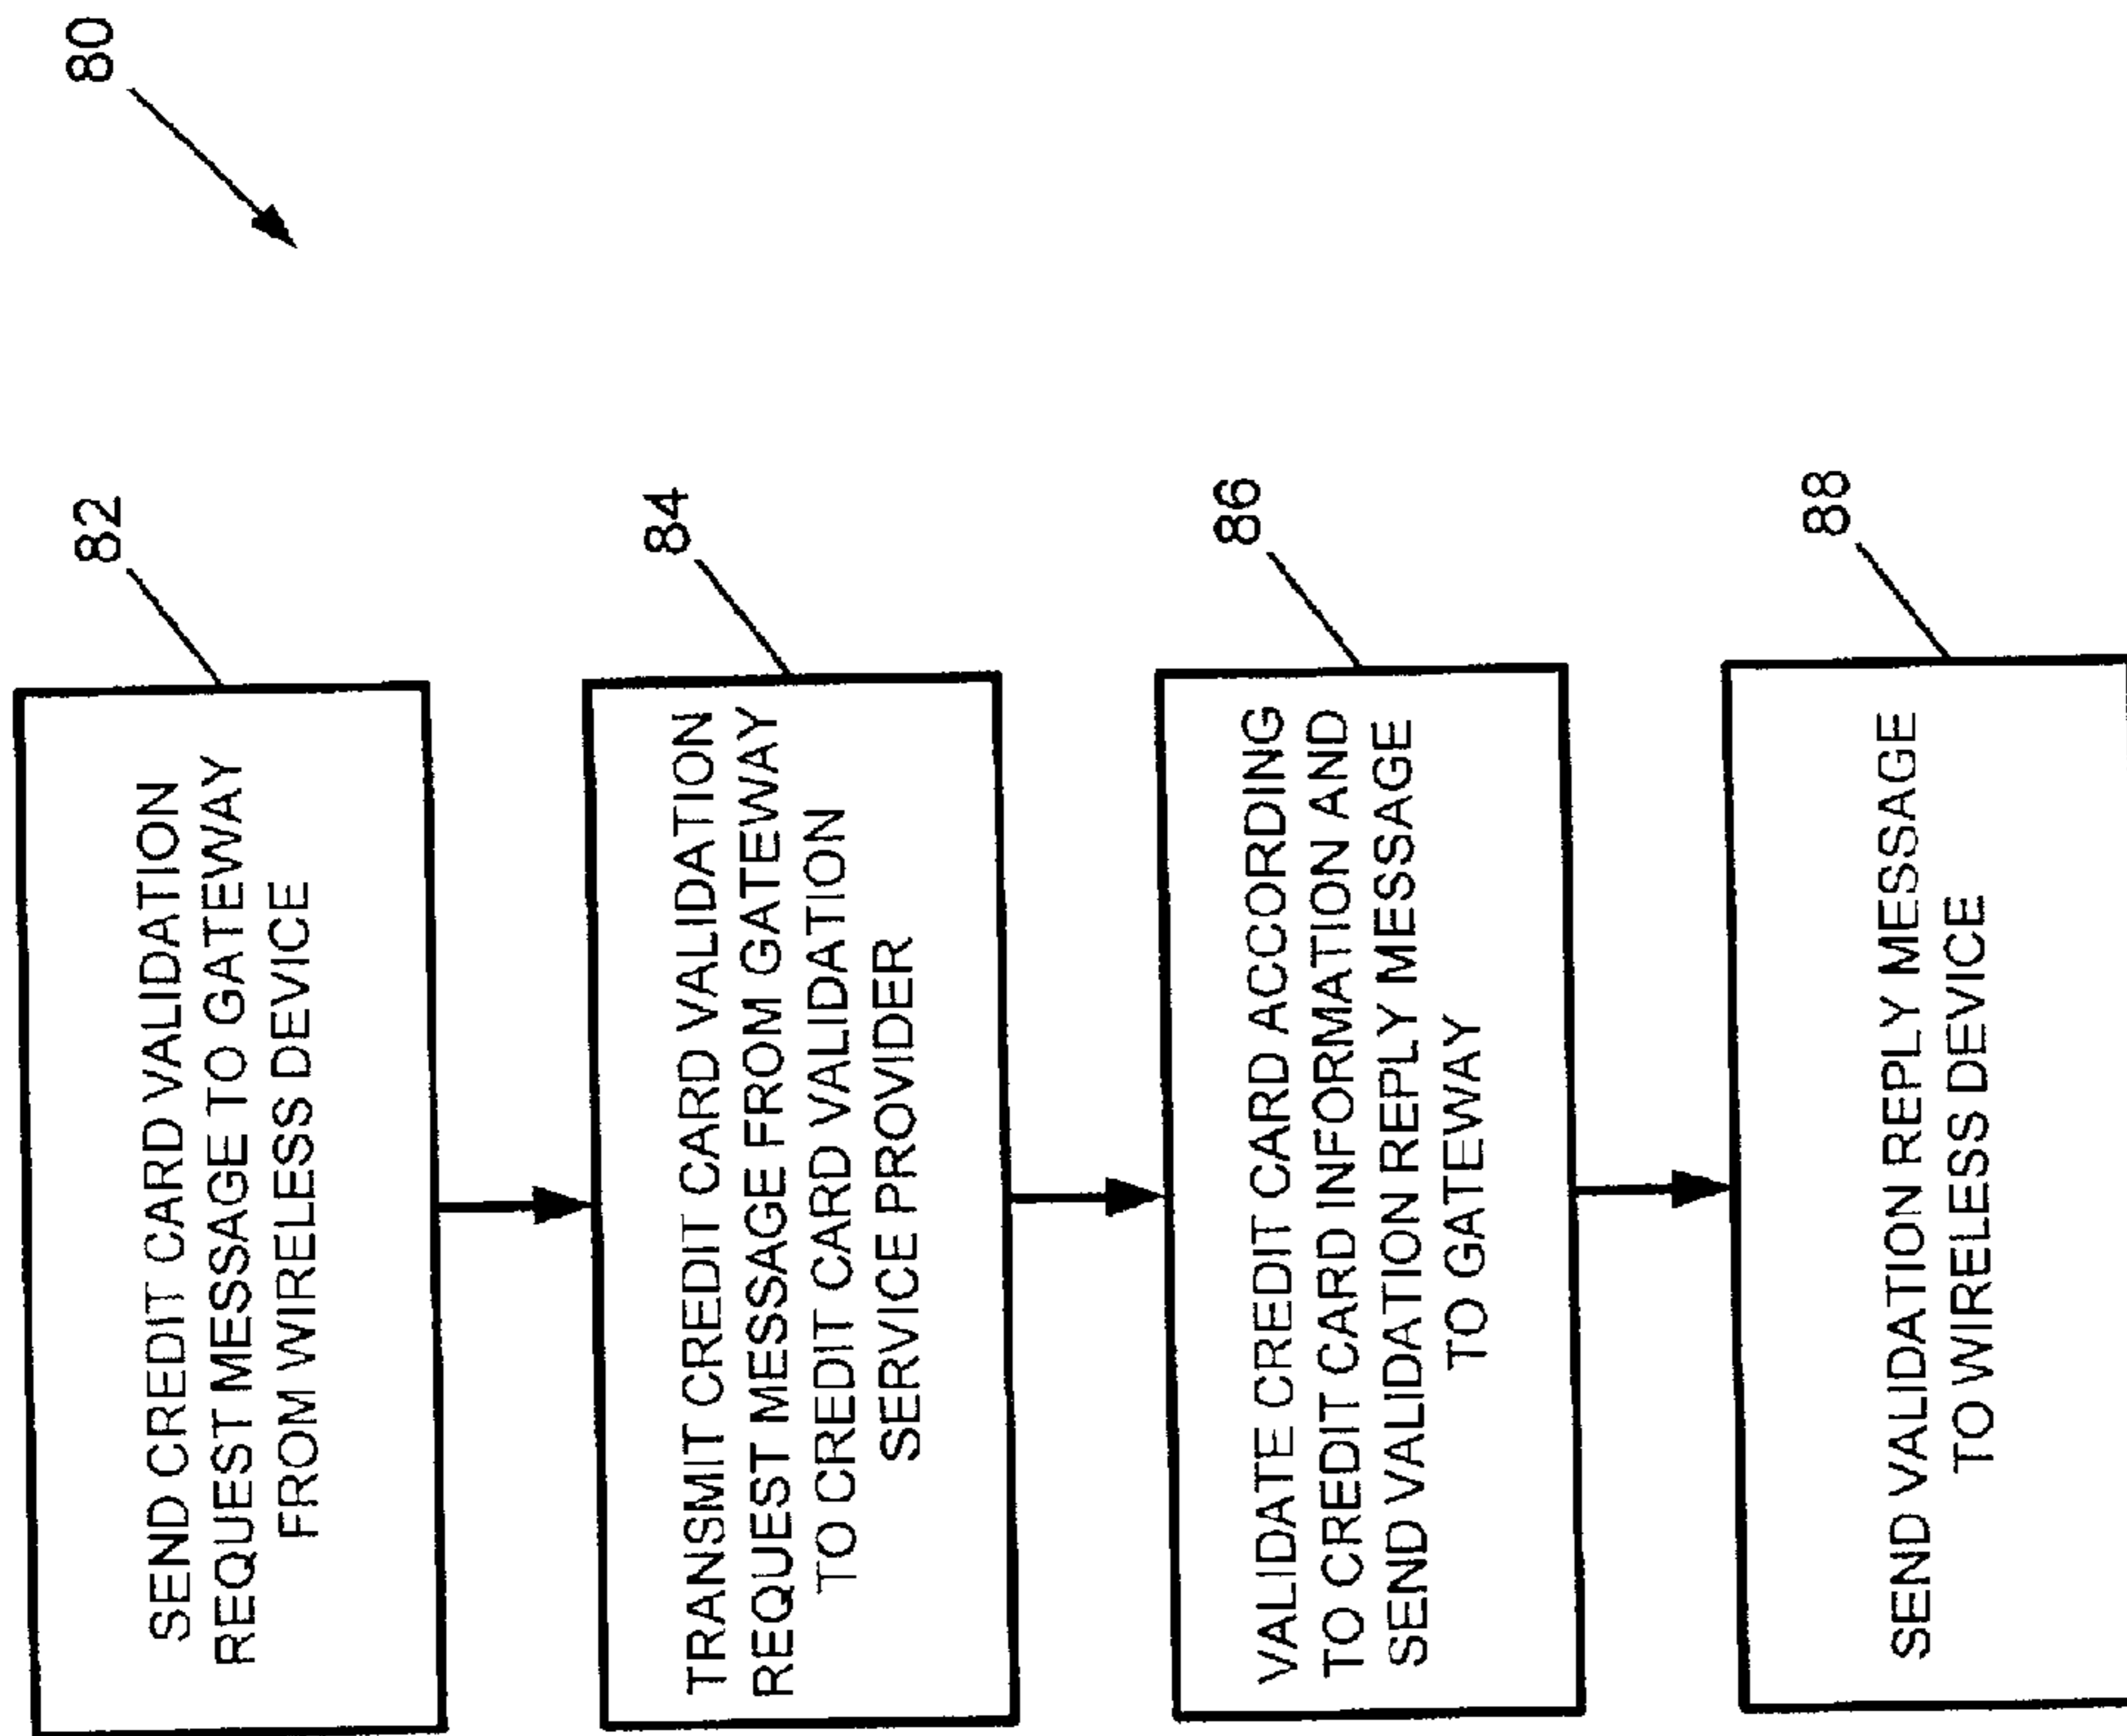 80
82
SEND CREDIT CARD VALIDATION
REQUEST MESSAGE TO GATEWAY
FROM WIRELESS DEVICE
84
TRANSMIT CREDIT CARD VALIDATION
REQUEST MESSAGE FROM GATEWAY
TO CREDIT CARD VALIDATION
SERVICE PROVIDER
86
VALIDATE CREDIT CARD ACCORDING
TO CREDIT CARD INFORMATION AND
SEND VALIDATION REPLY MESSAGE
TO GATEWAY
88
SEND VALIDATION REPLY MESSAGE
TO WIRELESS DEVICE